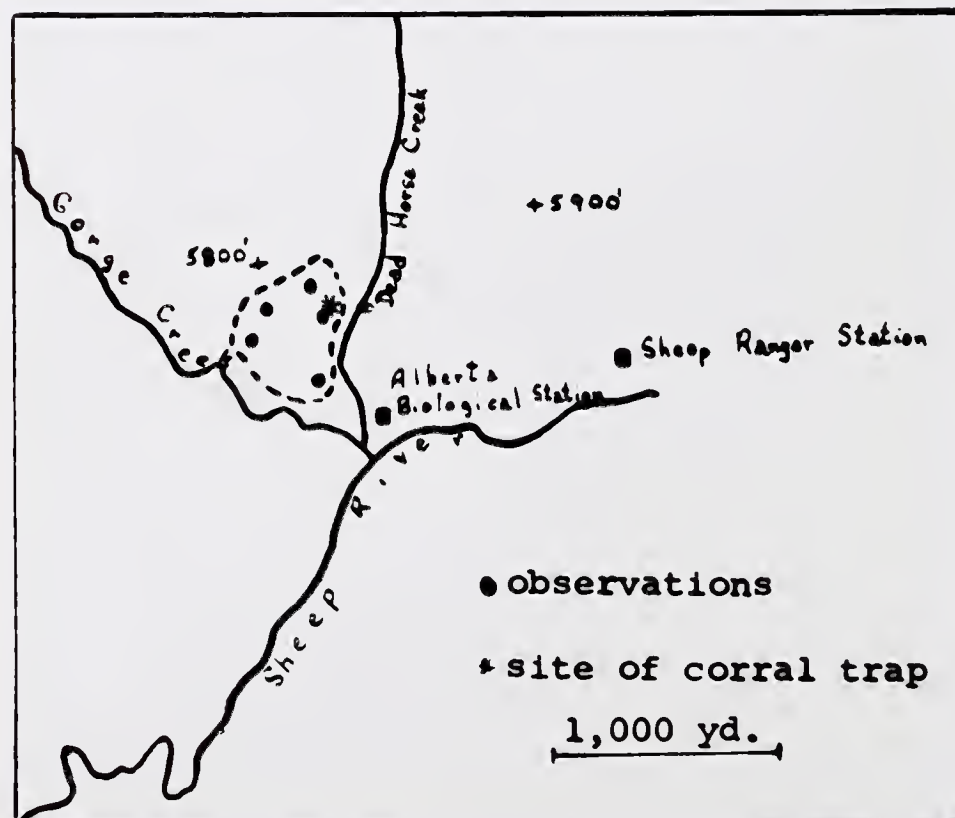 Dead Horse Creek
Gorge Creek
+5900'
5800'+
Sheep Ranger Station
Alberta
Biological Station
Sheep River
● observations
* site of corral trap
1,000 yd.